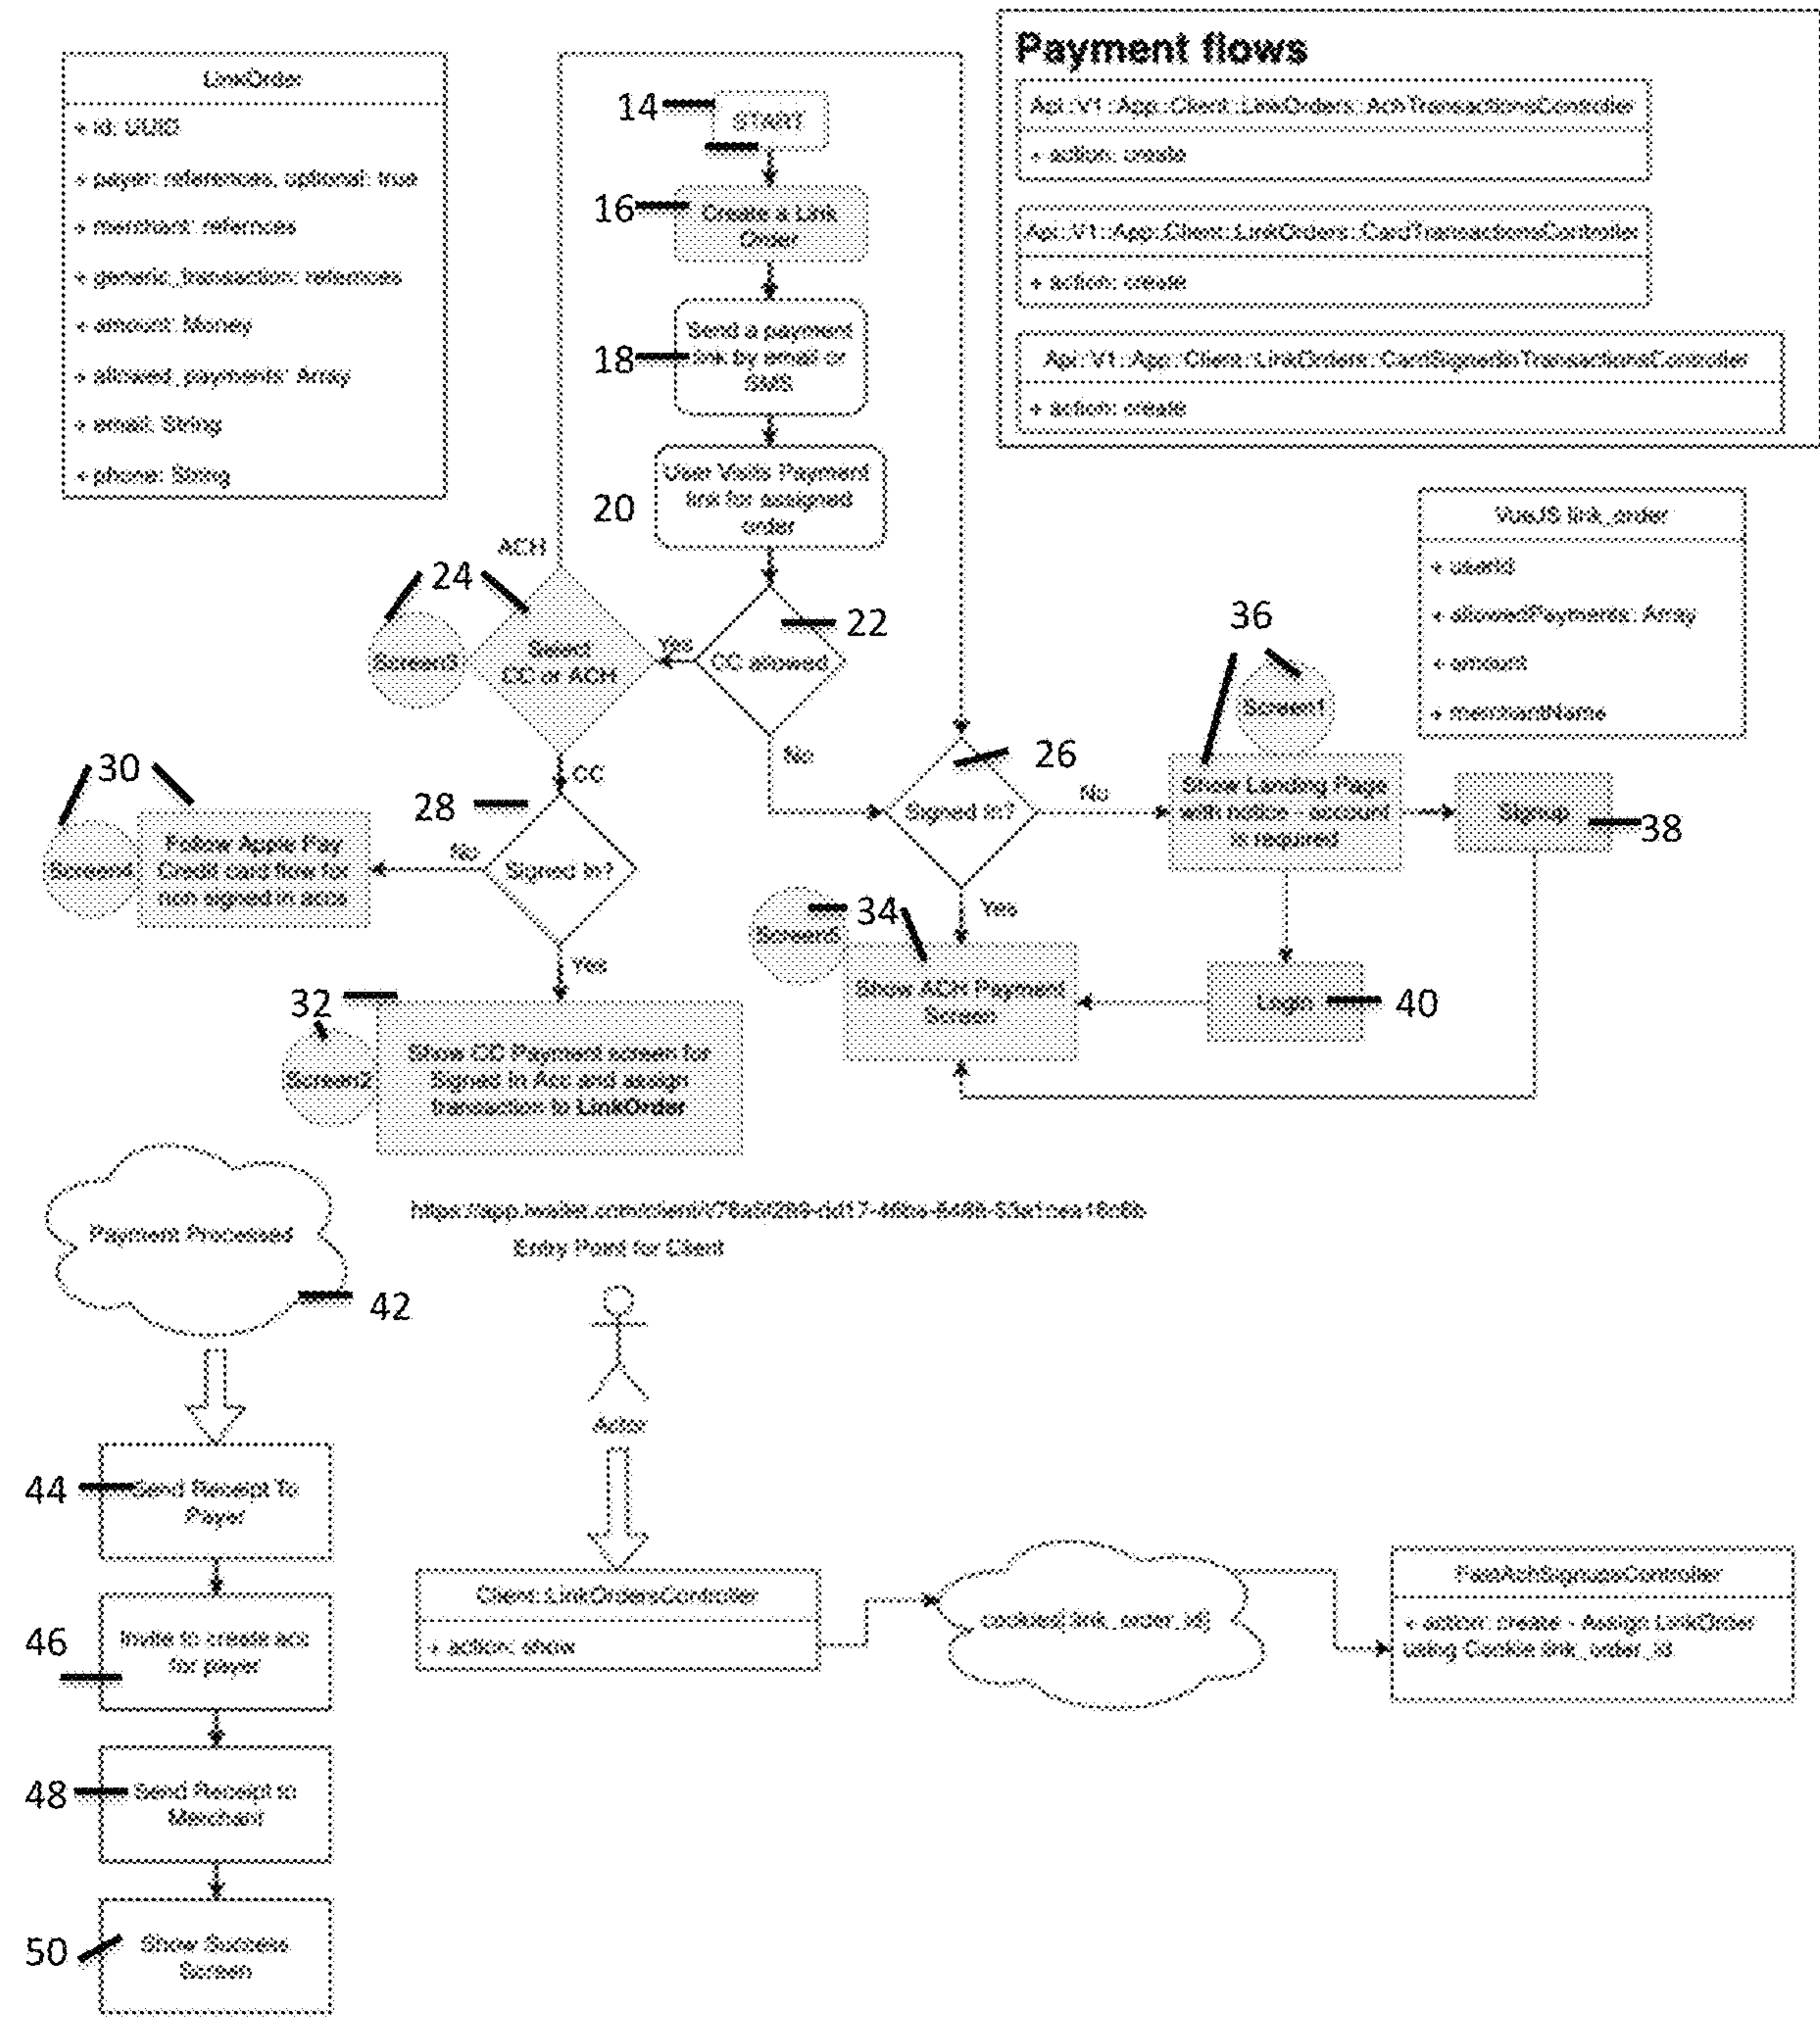 Payment flows
LinkOrder
+ id: UUID
+ payer: references, optional: true
+ merchant: refernces
+ generic_transaction: references
+ amount: Money
+ allowed_payments: Array
+ email: String
+ phone: String
Api::V1::App::Client::LinkOrders::AchTransactionsController
+ action: create
Api::V1::App::Client::LinkOrders::CardTransactionsController
+ action: create
Api::V1::App::Client::LinkOrders::CardSignedInTransactionsController
+ action: create
14
START
16
Create a Link
Order
18
Send a payment
link by email or
SMS
20
User Visits Payment
link for assigned
order
ACH
24
Screen3
Select
CC or ACH
Yes
CC allowed
22
No
CC
VueJS link_order
+ userId
+ allowedPayments: Array
+ amount
+ merchantName
36
Screen1
26
Signed In?
No
Show Landing Page
with notice - account
is required
Signup
38
30
Screen4
Follow Apple Pay
Credit card flow for
non signed in accs
28
No
Signed In?
Yes
Yes
34
Show ACH Payment
Screen
Login
40
32
Screen2
Show CC Payment screen for
Signed In Acc and assign
transaction to LinkOrder
Payment Processed
42
Entry Point for Client
Actor
44
Send Receipt To
Payer
46
Invite to create acc
for payer
48
Send Receipt to
Merchant
50
Show Success
Screen
Client::LinkOrdersController
+ action: show
cookies[:link_order_id]
FastAchSignupsController
+ action: create - Assign LinkOrder
using Cookie link_order_id